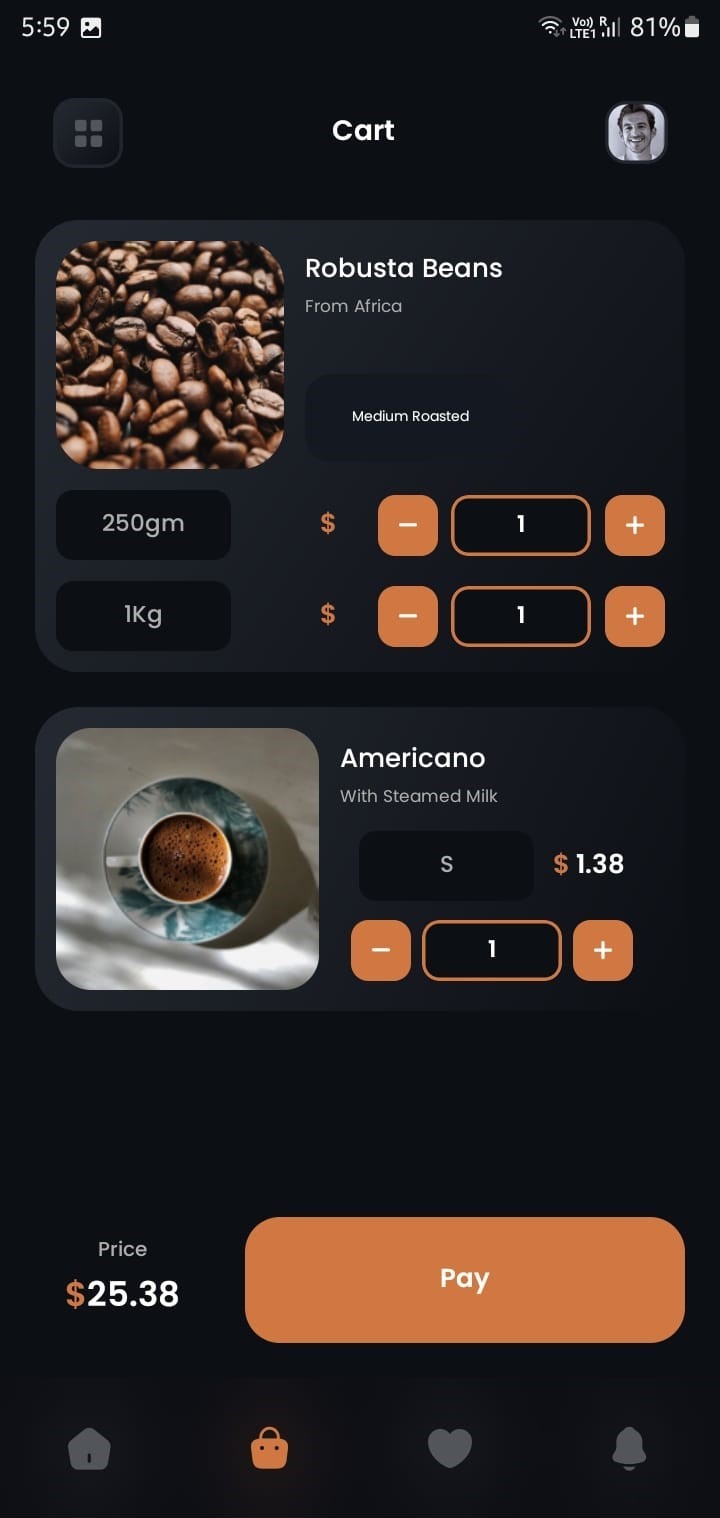 5:59 Vo)) R LTE1 81%
Cart
Robusta Beans
From Africa
Medium Roasted
250gm $ − 1 +
1Kg $ − 1 +
Americano
With Steamed Milk
S $ 1.38
− 1 +
Price
$25.38
Pay